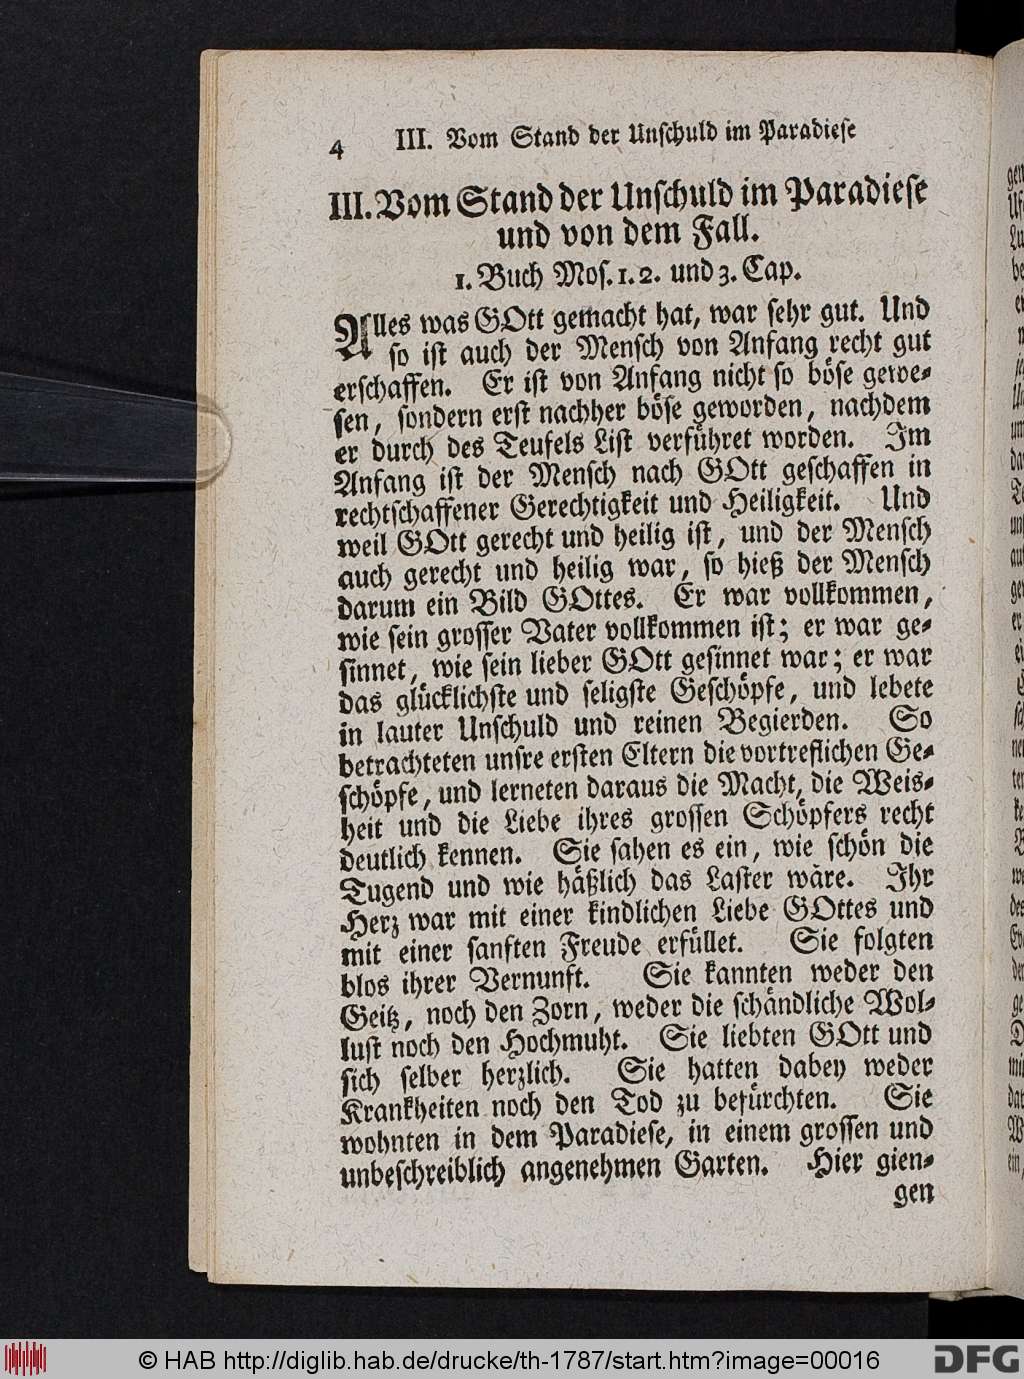 4 III. Vom Stand der Unschuld im Paradiese
III. Vom Stand der Unschuld im Paradiese
und von dem Fall.
1. Buch Mos. 1. 2. und 3. Cap.
Alles was GOtt gemacht hat, war sehr gut. Und
so ist auch der Mensch von Anfang recht gut
erschaffen. Er ist von Anfang nicht so böse gewe-
sen, sondern erst nachher böse geworden, nachdem
er durch des Teufels List verführet worden. Im
Anfang ist der Mensch nach GOtt geschaffen in
rechtschaffener Gerechtigkeit und Heiligkeit. Und
weil GOtt gerecht und heilig ist, und der Mensch
auch gerecht und heilig war, so hieß der Mensch
darum ein Bild GOttes. Er war vollkommen,
wie sein grosser Vater vollkommen ist; er war ge-
sinnet, wie sein lieber GOtt gesinnet war; er war
das glücklichste und seligste Geschöpfe, und lebete
in lauter Unschuld und reinen Begierden. So
betrachteten unsre ersten Eltern die vortreflichen Ge-
schöpfe, und lerneten daraus die Macht, die Weis-
heit und die Liebe ihres grossen Schöpfers recht
deutlich kennen. Sie sahen es ein, wie schön die
Tugend und wie häßlich das Laster wäre. Ihr
Herz war mit einer kindlichen Liebe GOttes und
mit einer sanften Freude erfüllet. Sie folgten
blos ihrer Vernunft. Sie kannten weder den
Geitz, noch den Zorn, weder die schändliche Wol-
lust noch den Hochmuht. Sie liebten GOtt und
sich selber herzlich. Sie hatten dabey weder
Krankheiten noch den Tod zu befürchten. Sie
wohnten in dem Paradiese, in einem grossen und
unbeschreiblich angenehmen Garten. Hier gien-
gen
© HAB http://diglib.hab.de/drucke/th-1787/start.htm?image=00016
DFG